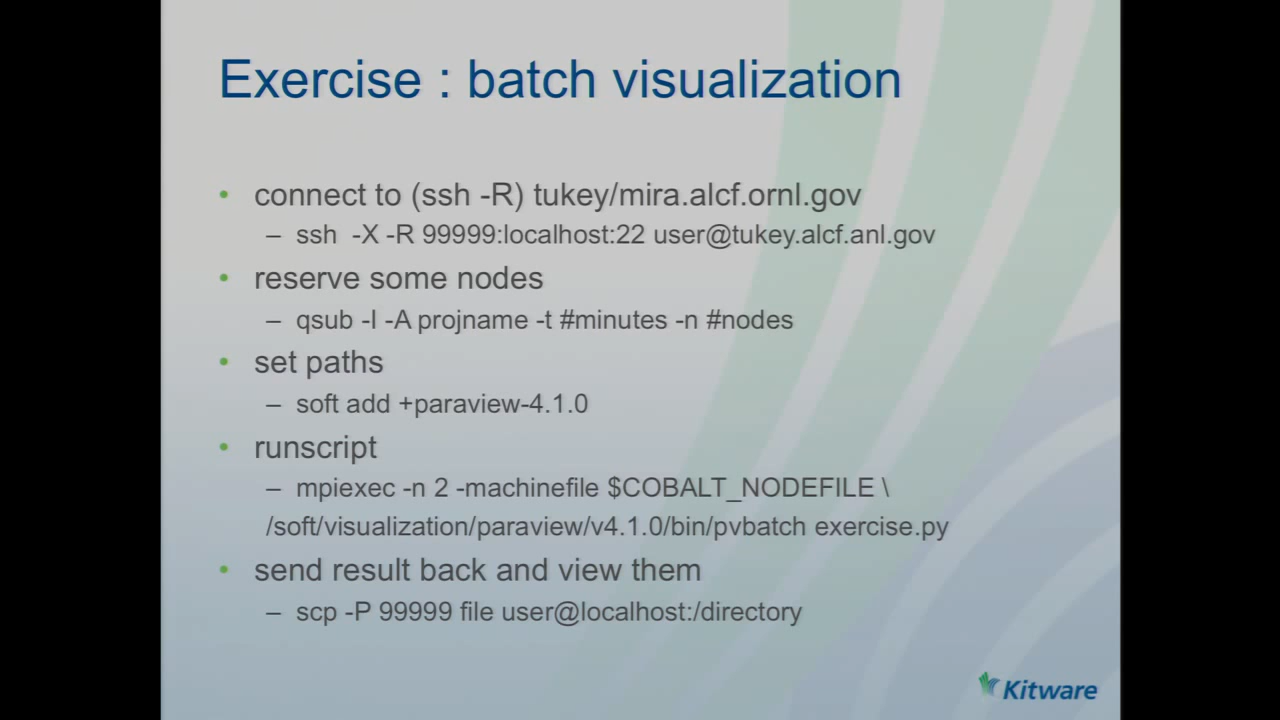 Exercise : batch visualization
• connect to (ssh -R) tukey/mira.alcf.ornl.gov
– ssh -X -R 99999:localhost:22 user@tukey.alcf.anl.gov
• reserve some nodes
– qsub -I -A projname -t #minutes -n #nodes
• set paths
– soft add +paraview-4.1.0
• runscript
– mpiexec -n 2 -machinefile $COBALT_NODEFILE \
/soft/visualization/paraview/v4.1.0/bin/pvbatch exercise.py
• send result back and view them
– scp -P 99999 file user@localhost:/directory
Kitware